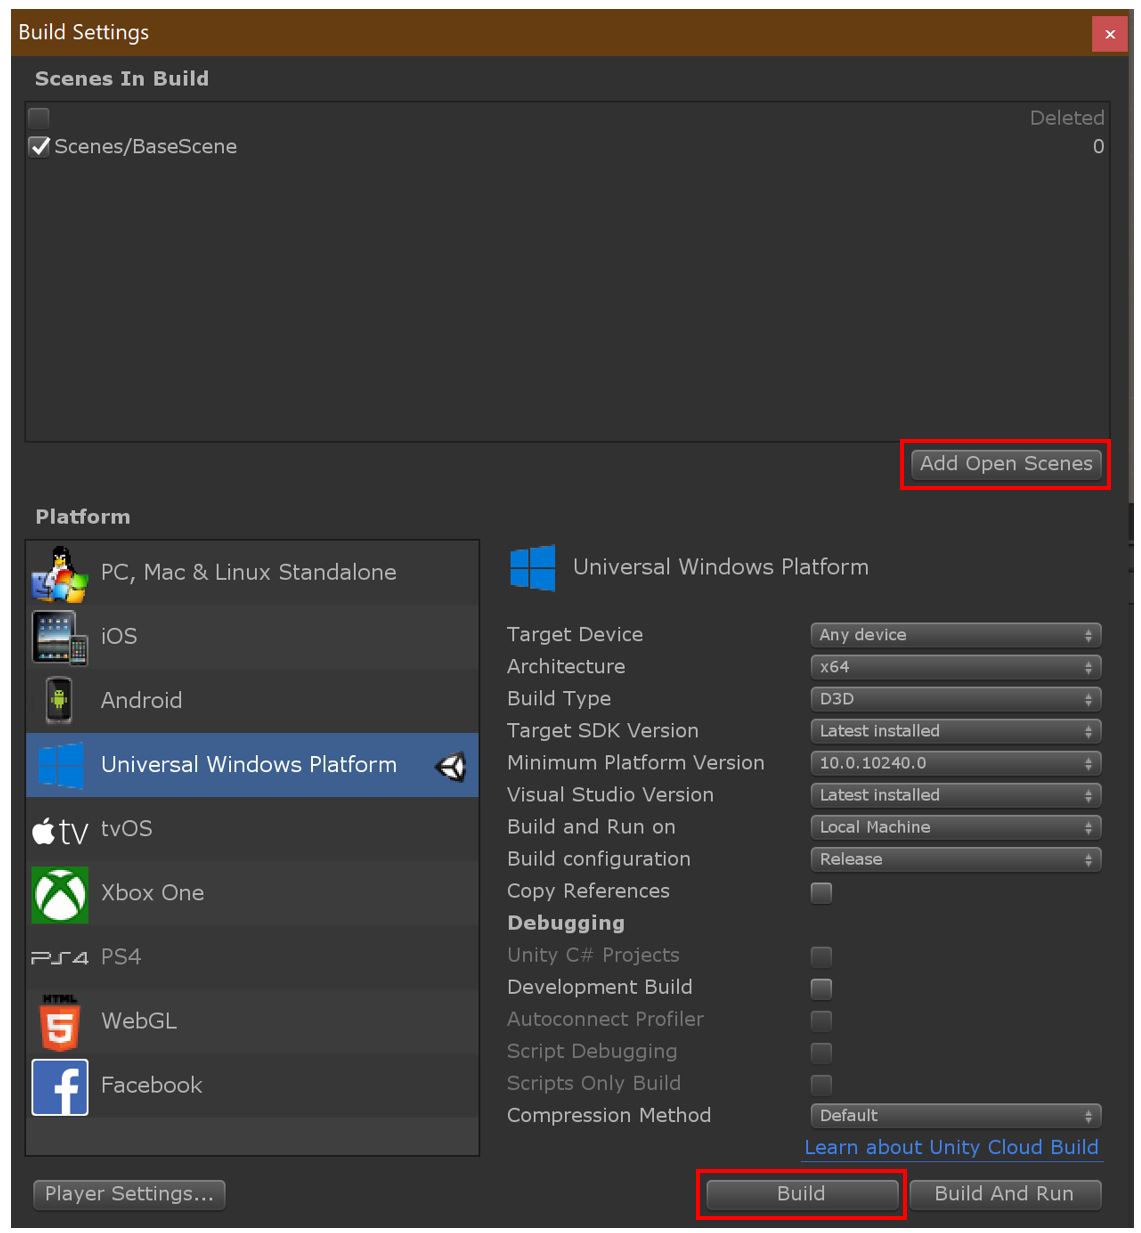 Build Settings
Scenes In Build
Deleted
Scenes/BaseScene 0
Add Open Scenes
Platform
PC, Mac & Linux Standalone
iOS
Android
Universal Windows Platform
tv tvOS
Xbox One
PS4 PS4
HTML
5 WebGL
f Facebook
Universal Windows Platform
Target Device Any device
Architecture x64
Build Type D3D
Target SDK Version Latest installed
Minimum Platform Version 10.0.10240.0
Visual Studio Version Latest installed
Build and Run on Local Machine
Build configuration Release
Copy References
Debugging
Unity C# Projects
Development Build
Autoconnect Profiler
Script Debugging
Scripts Only Build
Compression Method Default
Learn about Unity Cloud Build
Player Settings... Build Build And Run